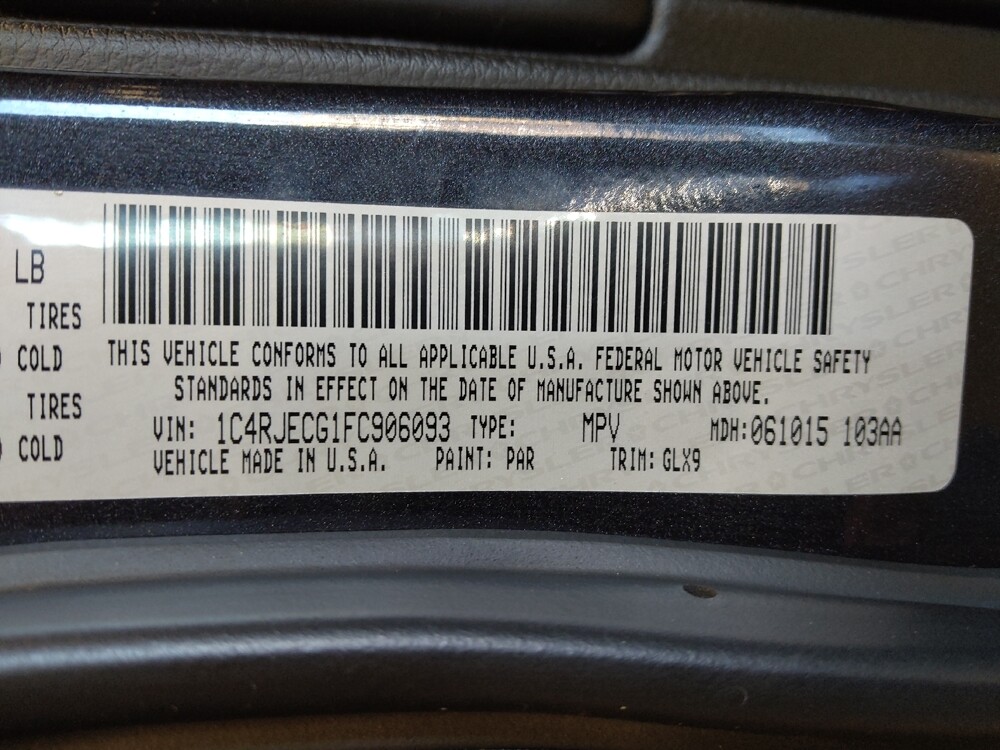 LB
TIRES
COLD
TIRES
COLD
THIS VEHICLE CONFORMS TO ALL APPLICABLE U.S.A. FEDERAL MOTOR VEHICLE SAFETY
STANDARDS IN EFFECT ON THE DATE OF MANUFACTURE SHOWN ABOVE.
VIN: 1C4RJECG1FC906093 TYPE: MPV MDH:061015 103AA
VEHICLE MADE IN U.S.A. PAINT: PAR TRIM: GLX9
CHRYSLER